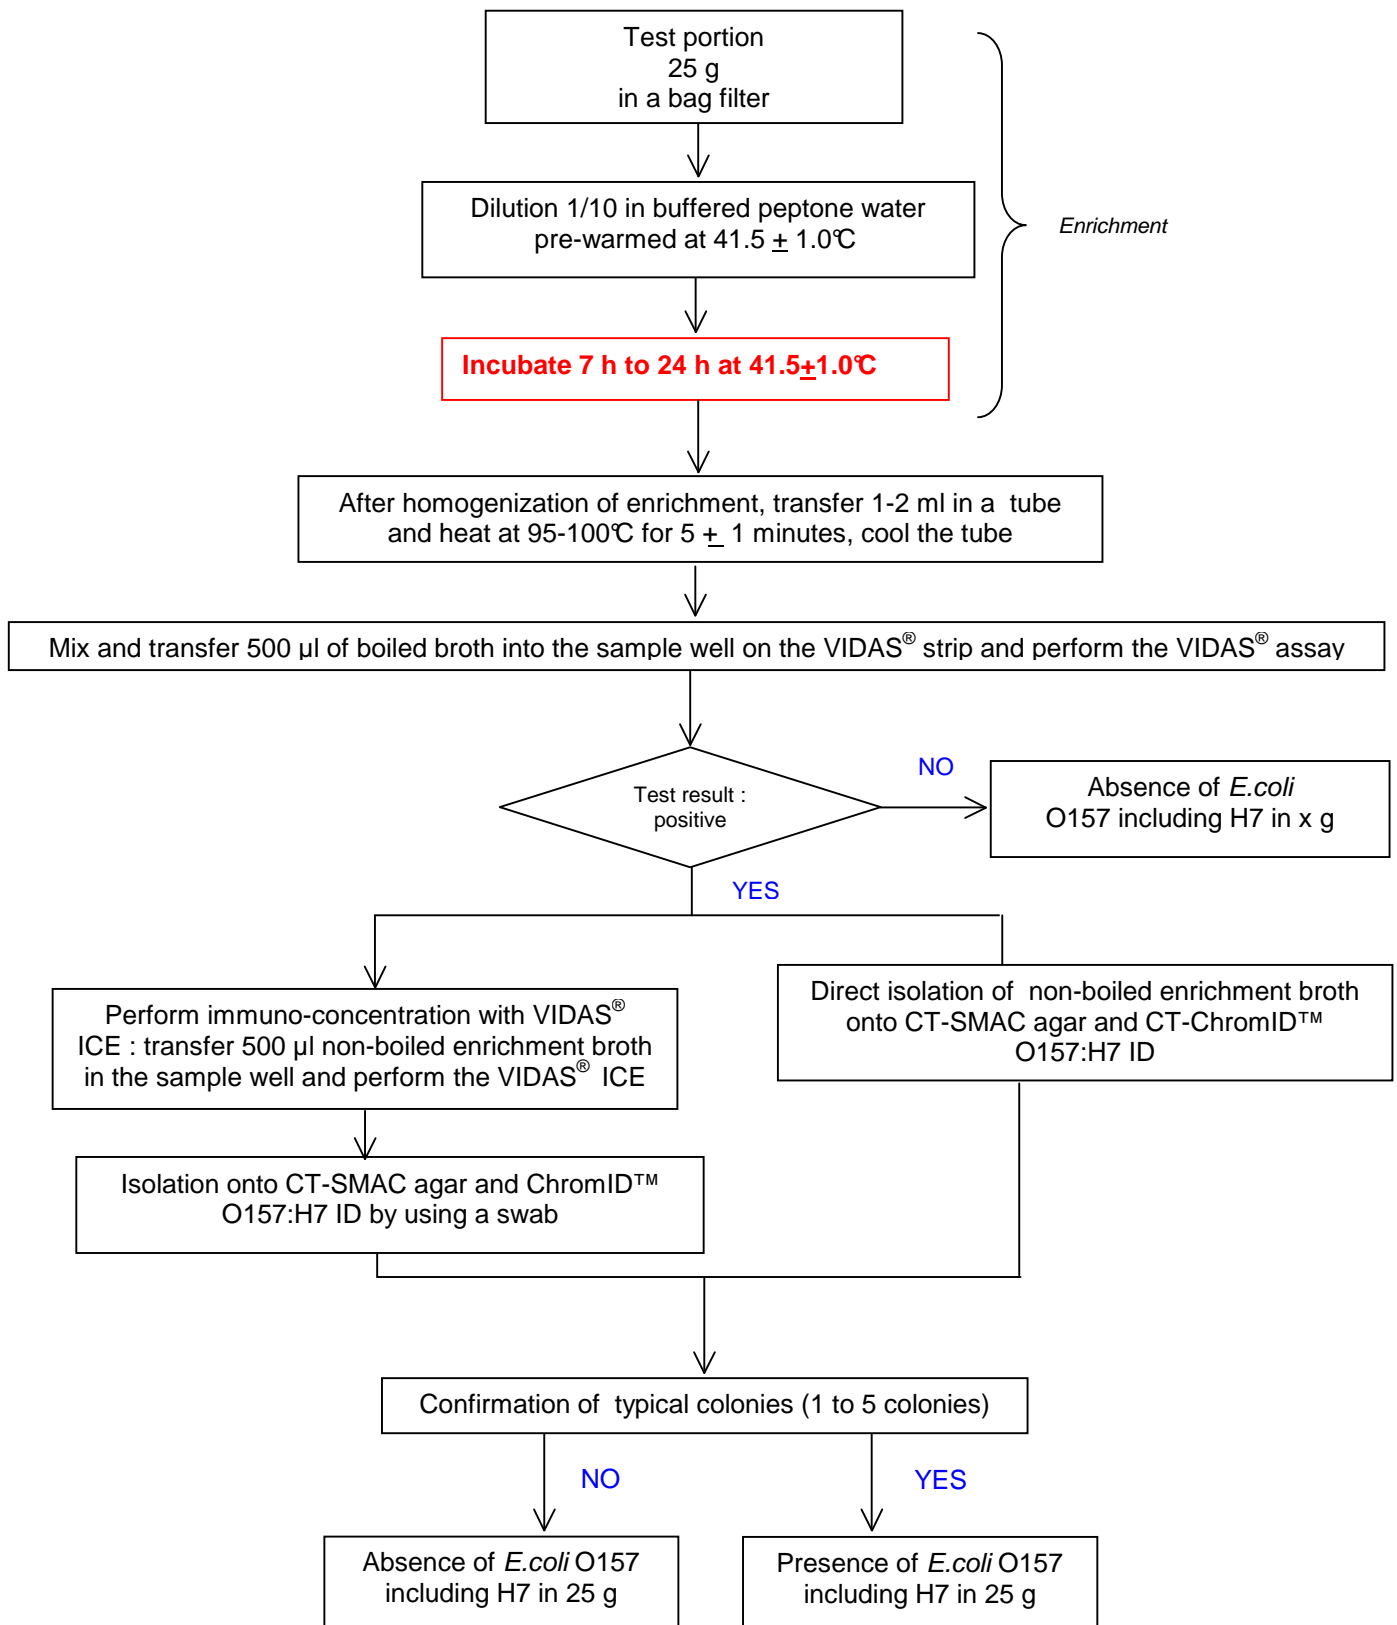 Test portion
25 g
in a bag filter
Dilution 1/10 in buffered peptone water
pre-warmed at 41.5 ± 1.0°C
Enrichment
Incubate 7 h to 24 h at 41.5±1.0°C
After homogenization of enrichment, transfer 1-2 ml in a tube
and heat at 95-100°C for 5 ± 1 minutes, cool the tube
Mix and transfer 500 µl of boiled broth into the sample well on the VIDAS® strip and perform the VIDAS® assay
Test result :
positive
NO
Absence of E.coli
O157 including H7 in x g
YES
Perform immuno-concentration with VIDAS®
ICE : transfer 500 µl non-boiled enrichment broth
in the sample well and perform the VIDAS® ICE
Direct isolation of non-boiled enrichment broth
onto CT-SMAC agar and CT-ChromID™
O157:H7 ID
Isolation onto CT-SMAC agar and ChromID™
O157:H7 ID by using a swab
Confirmation of typical colonies (1 to 5 colonies)
NO
YES
Absence of E.coli O157
including H7 in 25 g
Presence of E.coli O157
including H7 in 25 g